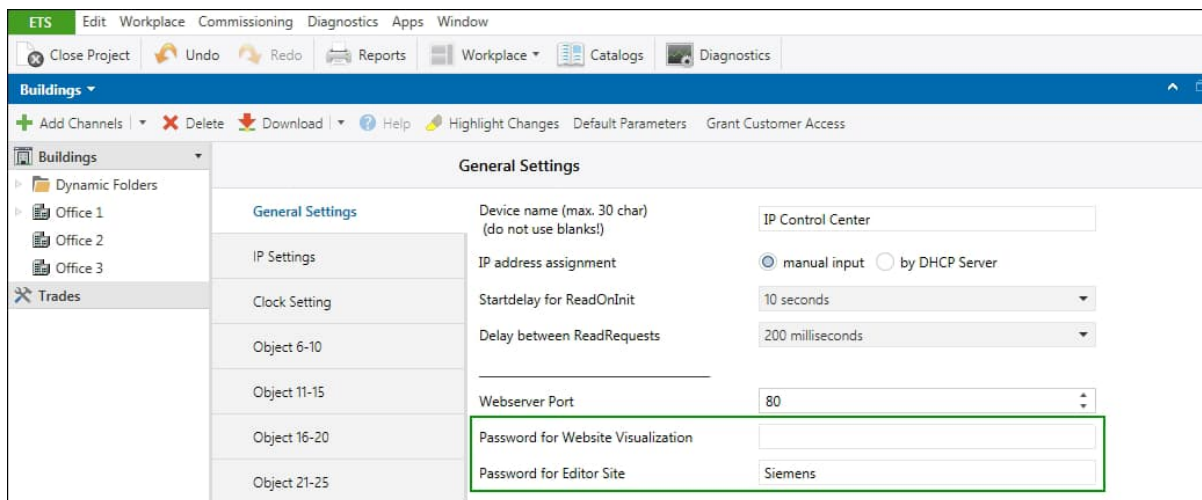 ETS Edit Workplace Commissioning Diagnostics Apps Window
Close Project Undo Redo Reports Workplace Catalogs Diagnostics
Buildings
Add Channels Delete Download Help Highlight Changes Default Parameters Grant Customer Access
Buildings
Dynamic Folders
Office 1
Office 2
Office 3
Trades
General Settings
IP Settings
Clock Setting
Object 6-10
Object 11-15
Object 16-20
Object 21-25
General Settings
Device name (max. 30 char)
(do not use blanks!)
IP Control Center
IP address assignment manual input by DHCP Server
Startdelay for ReadOnInit 10 seconds
Delay between ReadRequests 200 milliseconds
Webserver Port 80
Password for Website Visualization
Password for Editor Site Siemens